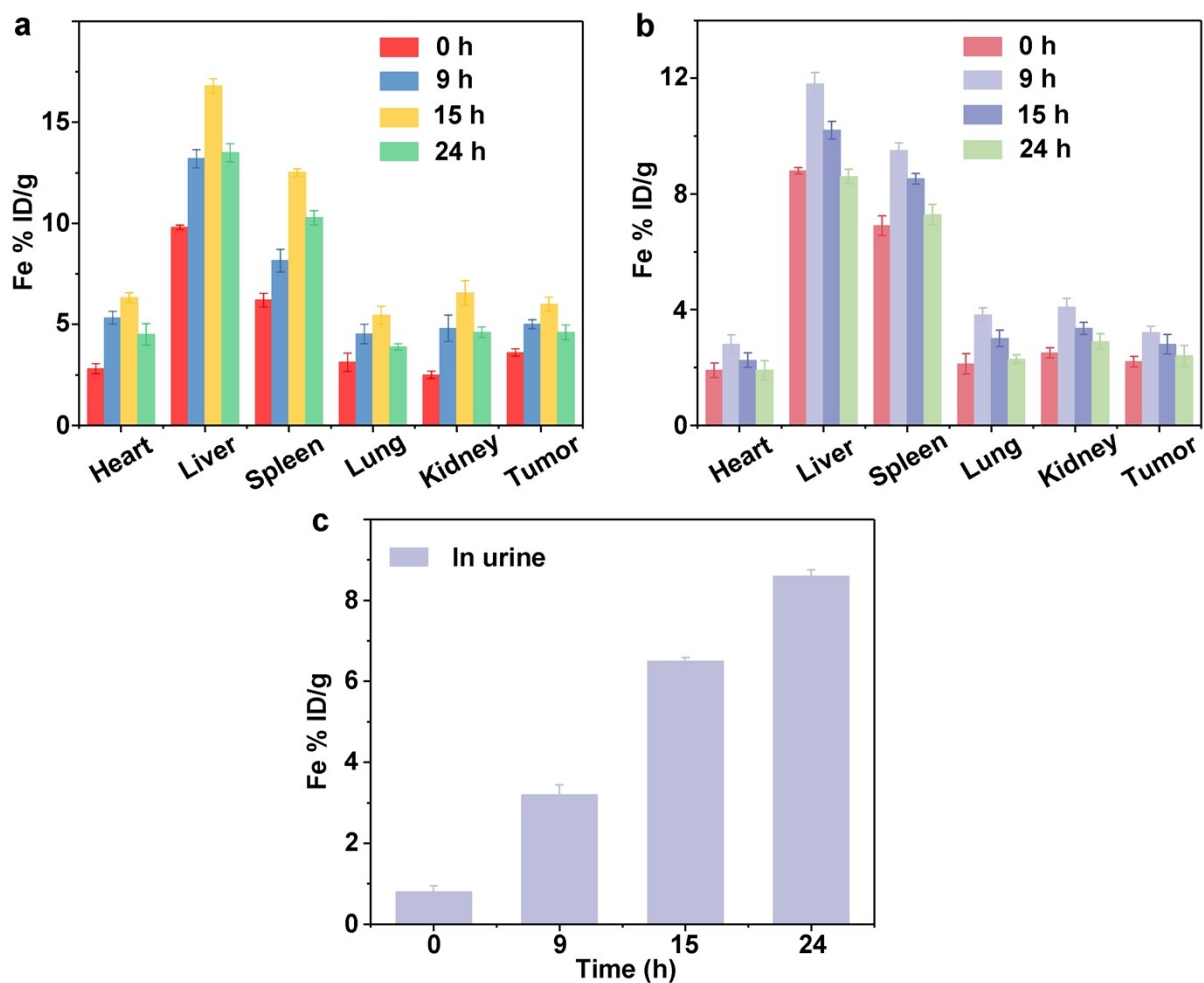 a
0 h
9 h
15 h
24 h
Fe % ID/g
15
10
5
0
Heart
Liver
Spleen
Lung
Kidney
Tumor
b
0 h
9 h
15 h
24 h
Fe % ID/g
12
8
4
0
Heart
Liver
Spleen
Lung
Kidney
Tumor
c
In urine
Fe % ID/g
8
6
4
2
0
0 9 15 24
Time (h)